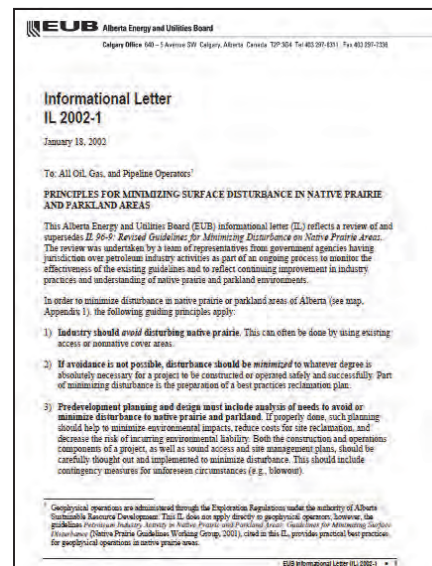 EUB Alberta Energy and Utilities Board
Calgary Office 640 – 5 Avenue SW Calgary, Alberta Canada T2P 3G4 Tel 403 297-8311 Fax 403 297-7336
Informational Letter
IL 2002-1
January 18, 2002
To: All Oil, Gas, and Pipeline Operators¹
PRINCIPLES FOR MINIMIZING SURFACE DISTURBANCE IN NATIVE PRAIRIE
AND PARKLAND AREAS
This Alberta Energy and Utilities Board (EUB) informational letter (IL) reflects a review of and
supersedes IL 96-9: Revised Guidelines for Minimizing Disturbance on Native Prairie Areas.
The review was undertaken by a team of representatives from government agencies having
jurisdiction over petroleum industry activities as part of an ongoing process to monitor the
effectiveness of the existing guidelines and to reflect continuing improvement in industry
practices and understanding of native prairie and parkland environments.
In order to minimize disturbance in native prairie or parkland areas of Alberta (see map,
Appendix 1), the following guiding principles apply:
1) Industry should avoid disturbing native prairie. This can often be done by using existing
access or nonnative cover areas.
2) If avoidance is not possible, disturbance should be minimized to whatever degree is
absolutely necessary for a project to be constructed or operated safely and successfully. Part
of minimizing disturbance is the preparation of a best practices reclamation plan.
3) Predevelopment planning and design must include analysis of needs to avoid or
minimize disturbance to native prairie and parkland. If properly done, such planning
should help to minimize environmental impacts, reduce costs for site reclamation, and
decrease the risk of incurring environmental liability. Both the construction and operations
components of a project, as well as sound access and site management plans, should be
carefully thought out and implemented to minimize disturbance. This should include
contingency measures for unforeseen circumstances (e.g., blowout).
¹ Geophysical operations are administered through the Exploration Regulations under the authority of Alberta
Sustainable Resource Development. This IL does not apply directly to geophysical operators, however, the
guidelines Petroleum Industry Activity in Native Prairie and Parkland Areas: Guidelines for Minimizing Surface
Disturbance (Native Prairie Guidelines Working Group, 2001), cited in this IL, provides practical best practices
for geophysical operations in native prairie areas.
EUB Informational Letter (IL) 2002-1 • 1